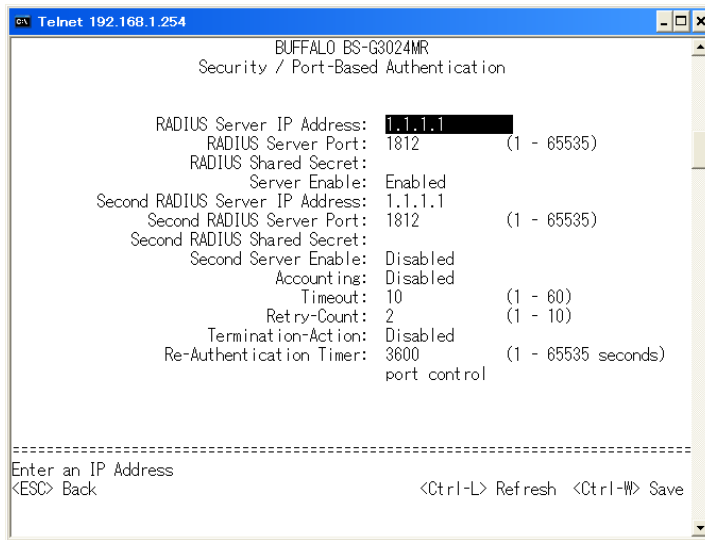 Telnet 192.168.1.254
BUFFALO BS-G3024MR
Security / Port-Based Authentication
RADIUS Server IP Address: 1.1.1.1
RADIUS Server Port: 1812 (1 - 65535)
RADIUS Shared Secret:
Server Enable: Enabled
Second RADIUS Server IP Address: 1.1.1.1
Second RADIUS Server Port: 1812 (1 - 65535)
Second RADIUS Shared Secret:
Second Server Enable: Disabled
Accounting: Disabled
Timeout: 10 (1 - 60)
Retry-Count: 2 (1 - 10)
Termination-Action: Disabled
Re-Authentication Timer: 3600 (1 - 65535 seconds)
port control
================================================================================
Enter an IP Address
<ESC> Back <Ctrl-L> Refresh <Ctrl-W> Save